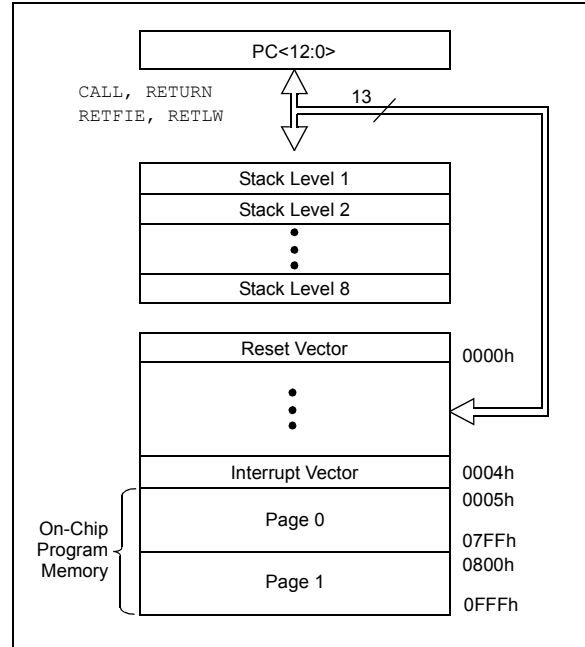 PC<12:0>
CALL, RETURN
RETFIE, RETLW
13
Stack Level 1
Stack Level 2
Stack Level 8
Reset Vector
0000h
Interrupt Vector
0004h
0005h
On-Chip
Program
Memory
Page 0
07FFh
0800h
Page 1
0FFFh